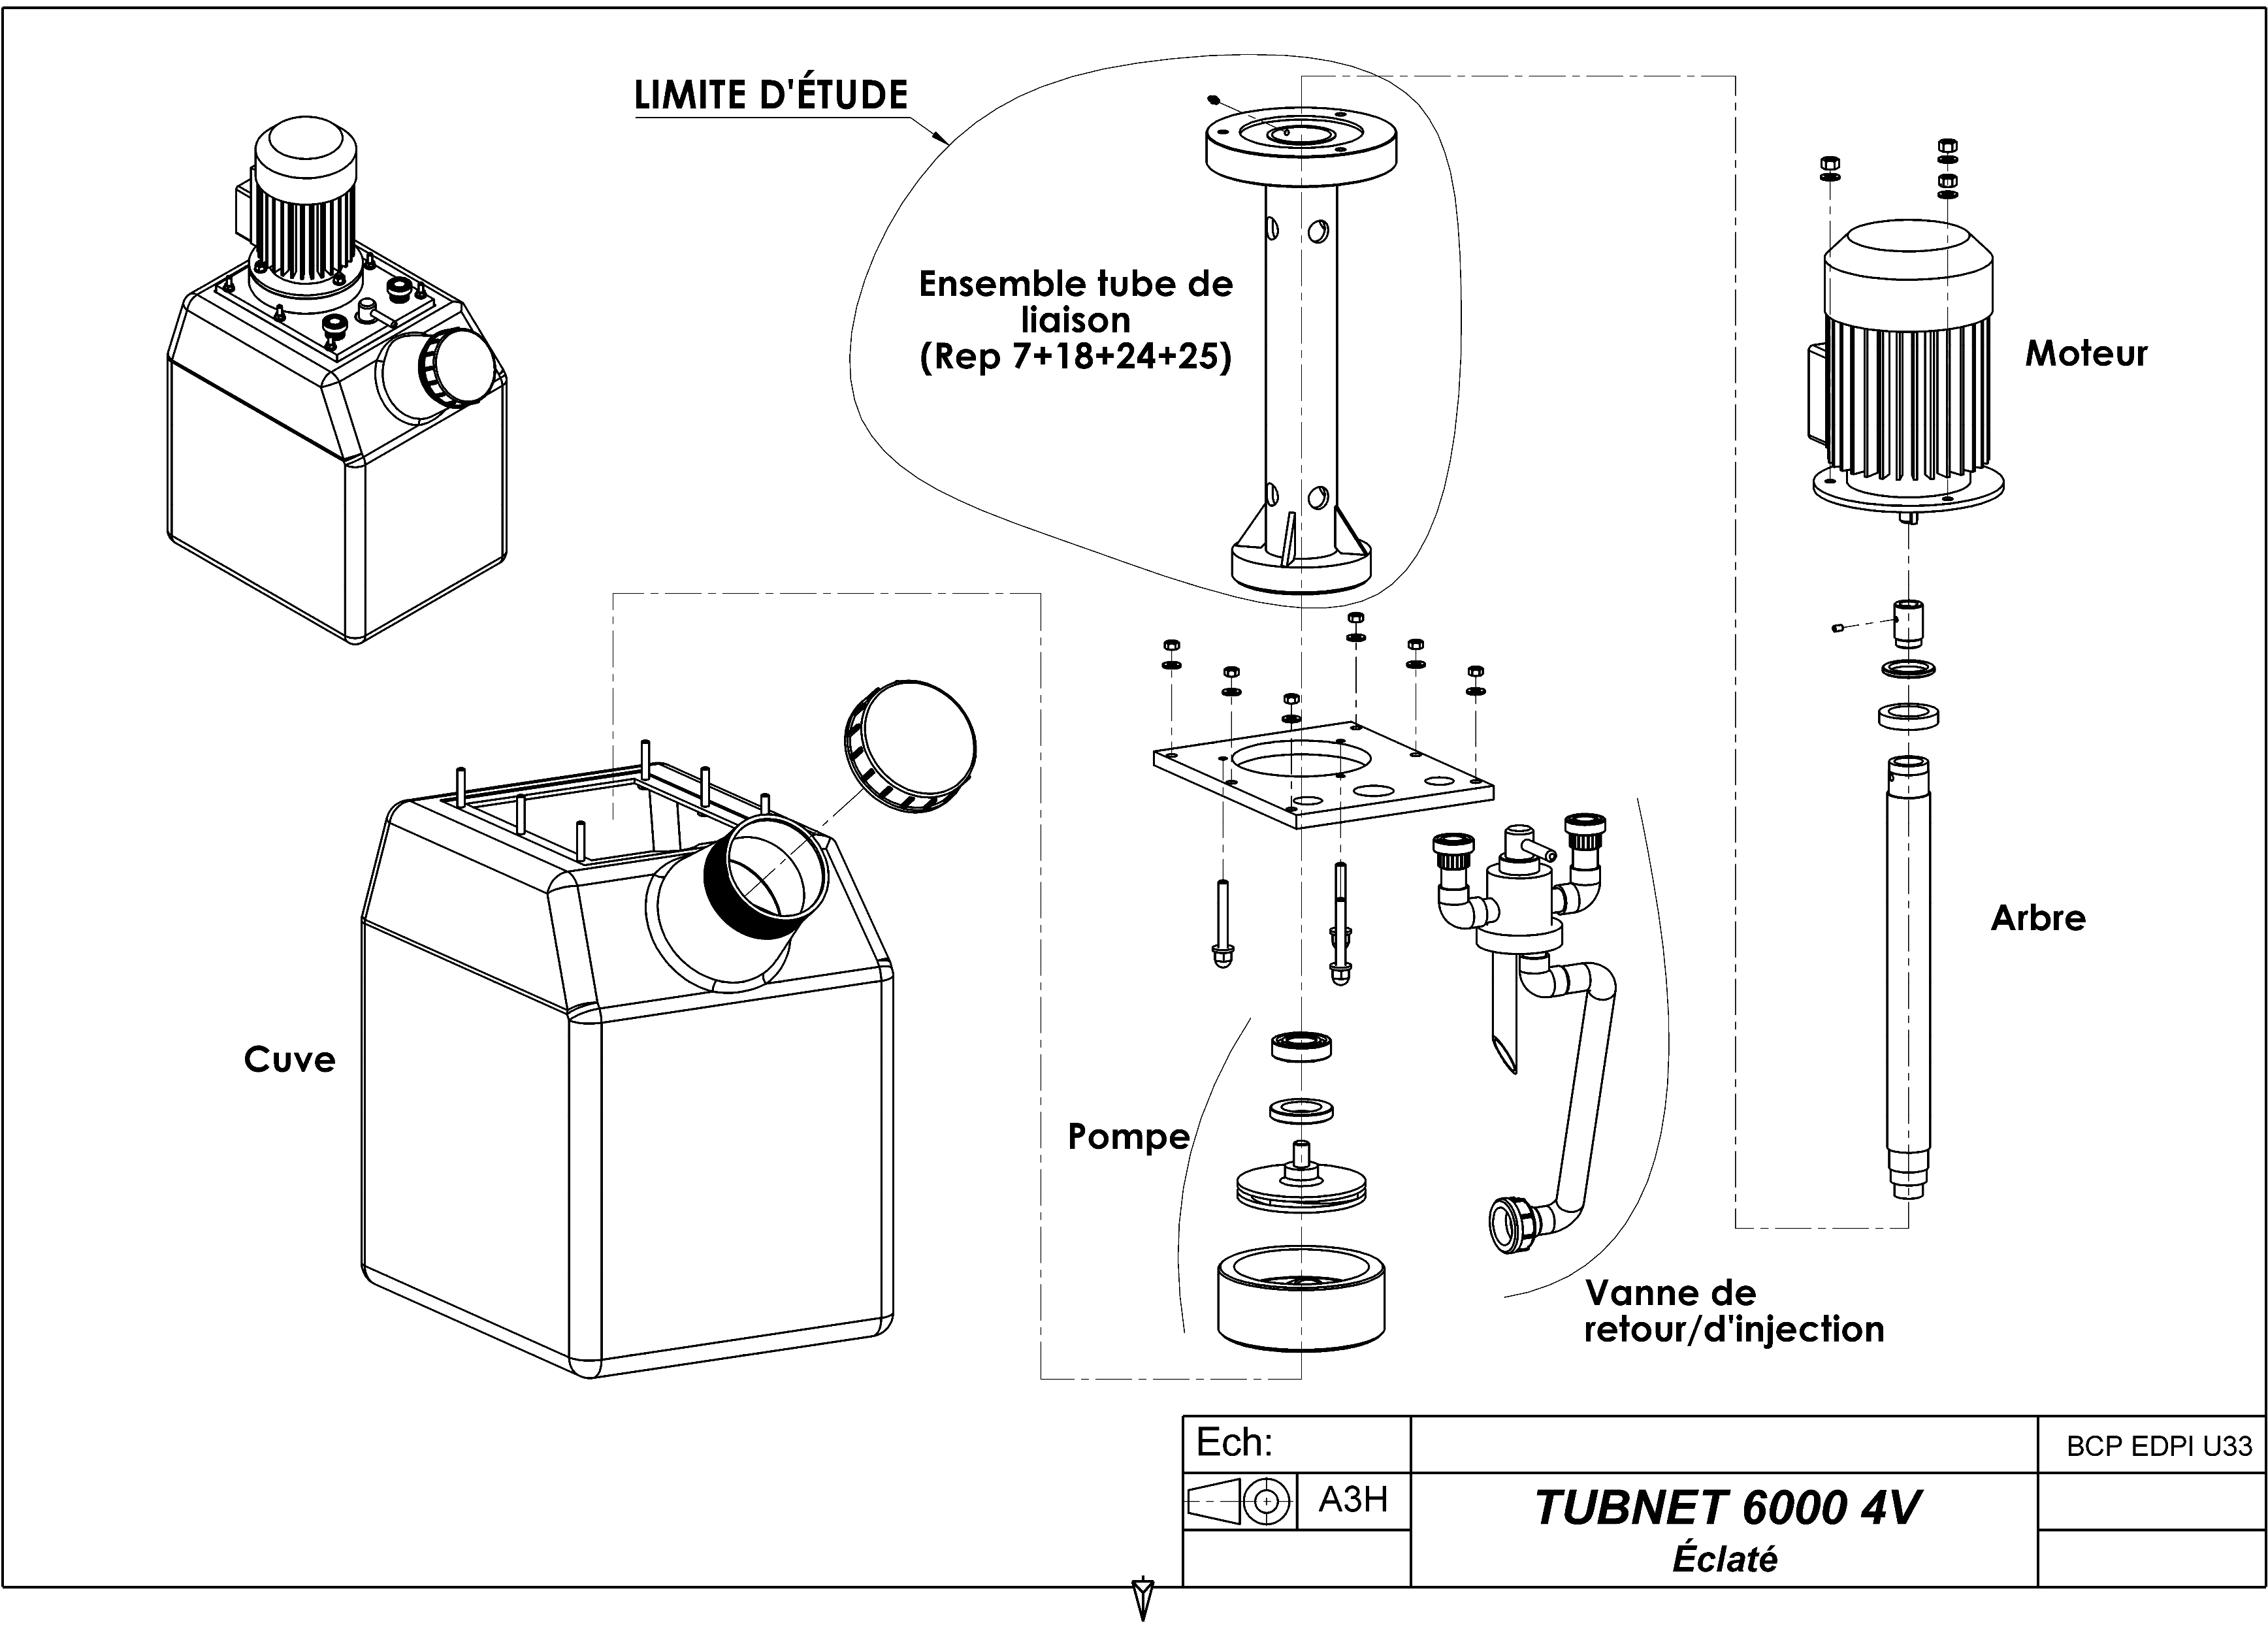 LIMITE D'ÉTUDE
Ensemble tube de
liaison
(Rep 7+18+24+25)
Moteur
Arbre
Cuve
Pompe
Vanne de
retour/d'injection
Ech:
BCP EDPI U33
A3H
TUBNET 6000 4V
Éclaté